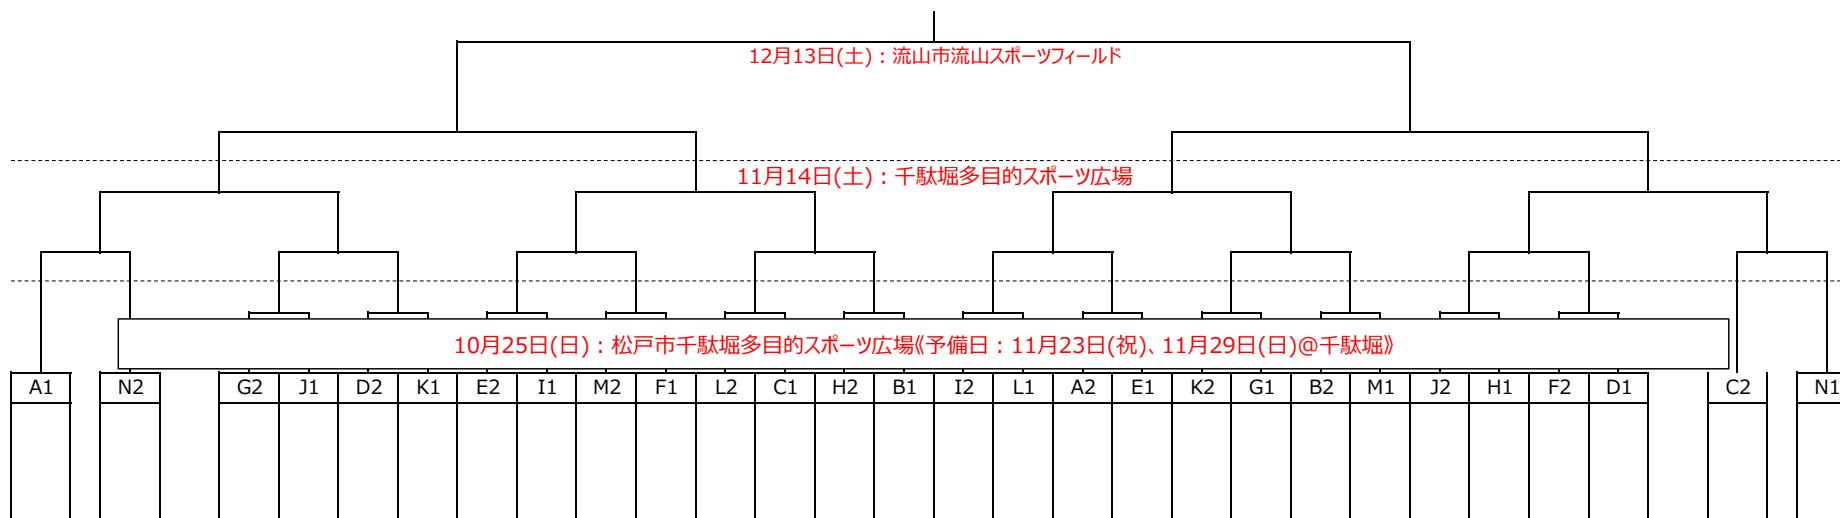 12月13日(土)：流山市流山スポーツフィールド
11月14日(土)：千駄堀多目的スポーツ広場
10月25日(日)：松戸市千駄堀多目的スポーツ広場《予備日：11月23日(祝)、11月29日(日)@千駄堀》
A1 N2 G2 J1 D2 K1 E2 I1 M2 F1 L2 C1 H2 B1 I2 L1 A2 E1 K2 G1 B2 M1 J2 H1 F2 D1 C2 N1